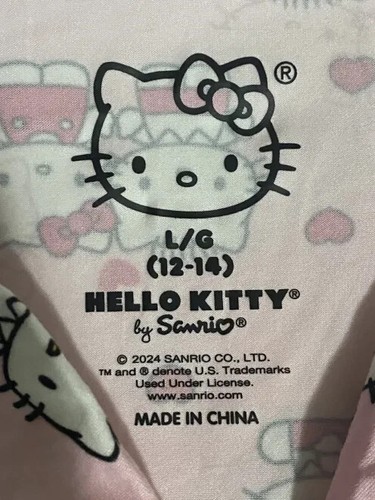 ®
L/G
(12-14)
HELLO KITTY®
by Sanrio®
© 2024 SANRIO CO., LTD.
TM and ® denote U.S. Trademarks
Used Under License.
www.sanrio.com
MADE IN CHINA